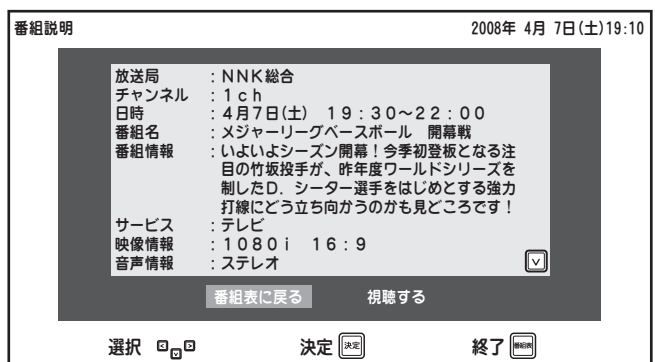 番組説明 2008年 4月 7日(土)19:10
放送局 :NNK総合
チャンネル :1ch
日時 :4月7日(土) 19:30~22:00
番組名 :メジャーリーグベースボール 開幕戦
番組情報 :いよいよシーズン開幕!今季初登板となる注
目の竹坂投手が、昨年度ワールドシリーズを
制したD. シーター選手をはじめとする強力
打線にどう立ち向かうのかも見どころです!
サービス :テレビ
映像情報 :1080i 16:9
音声情報 :ステレオ
番組表に戻る 視聴する
選択 決定 決定 終了 番組表